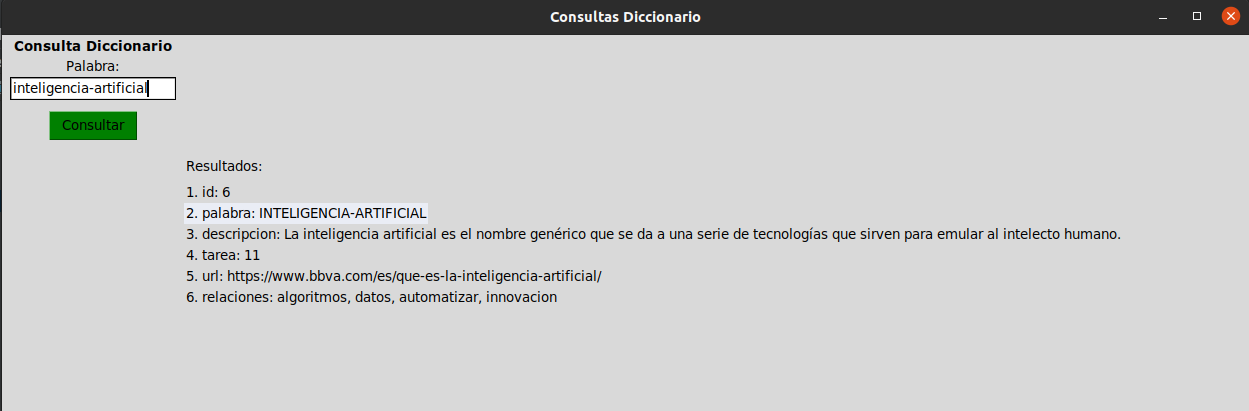 Consultas Diccionario
Consulta Diccionario
Palabra:
inteligencia-artificial
Consultar
Resultados:
1. id: 6
2. palabra: INTELIGENCIA-ARTIFICIAL
3. descripcion: La inteligencia artificial es el nombre genérico que se da a una serie de tecnologías que sirven para emular al intelecto humano.
4. tarea: 11
5. url: https://www.bbva.com/es/que-es-la-inteligencia-artificial/
6. relaciones: algoritmos, datos, automatizar, innovacion